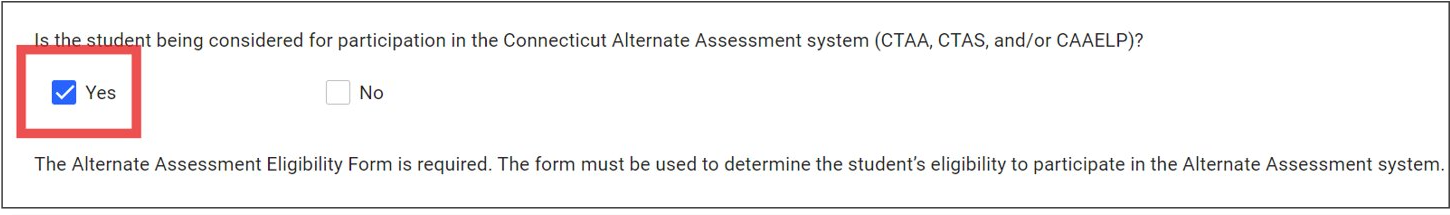 Is the student being considered for participation in the Connecticut Alternate Assessment system (CTAA, CTAS, and/or CAAELP)?
Yes No
The Alternate Assessment Eligibility Form is required. The form must be used to determine the student’s eligibility to participate in the Alternate Assessment system.